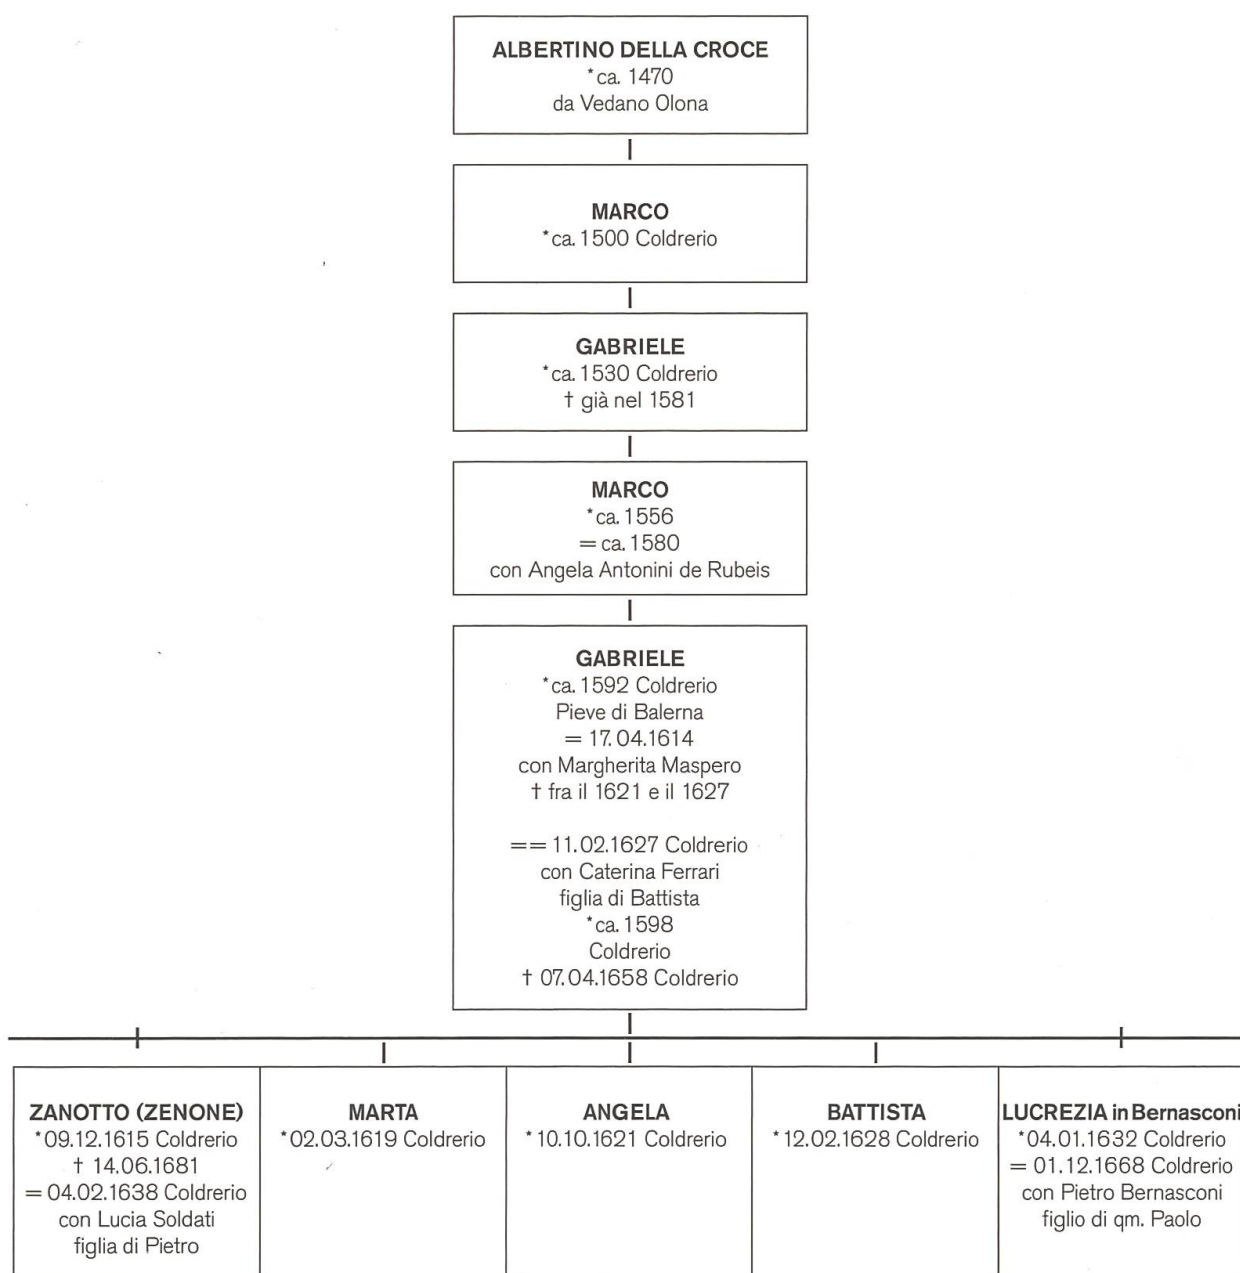 ALBERTINO DELLA CROCE
*ca. 1470
da Vedano Olona
MARCO
*ca. 1500 Coldrerio
GABRIELE
*ca. 1530 Coldrerio
† già nel 1581
MARCO
*ca. 1556
= ca. 1580
con Angela Antonini de Rubeis
GABRIELE
*ca. 1592 Coldrerio
Pieve di Balerna
= 17.04.1614
con Margherita Maspero
† fra il 1621 e il 1627
== 11.02.1627 Coldrerio
con Caterina Ferrari
figlia di Battista
*ca. 1598
Coldrerio
† 07.04.1658 Coldrerio
ZANOTTO (ZENONE)
*09.12.1615 Coldrerio
† 14.06.1681
= 04.02.1638 Coldrerio
con Lucia Soldati
figlia di Pietro
MARTA
*02.03.1619 Coldrerio
ANGELA
*10.10.1621 Coldrerio
BATTISTA
*12.02.1628 Coldrerio
LUCREZIA in Bernasconi
*04.01.1632 Coldrerio
= 01.12.1668 Coldrerio
con Pietro Bernasconi
figlio di qm. Paolo